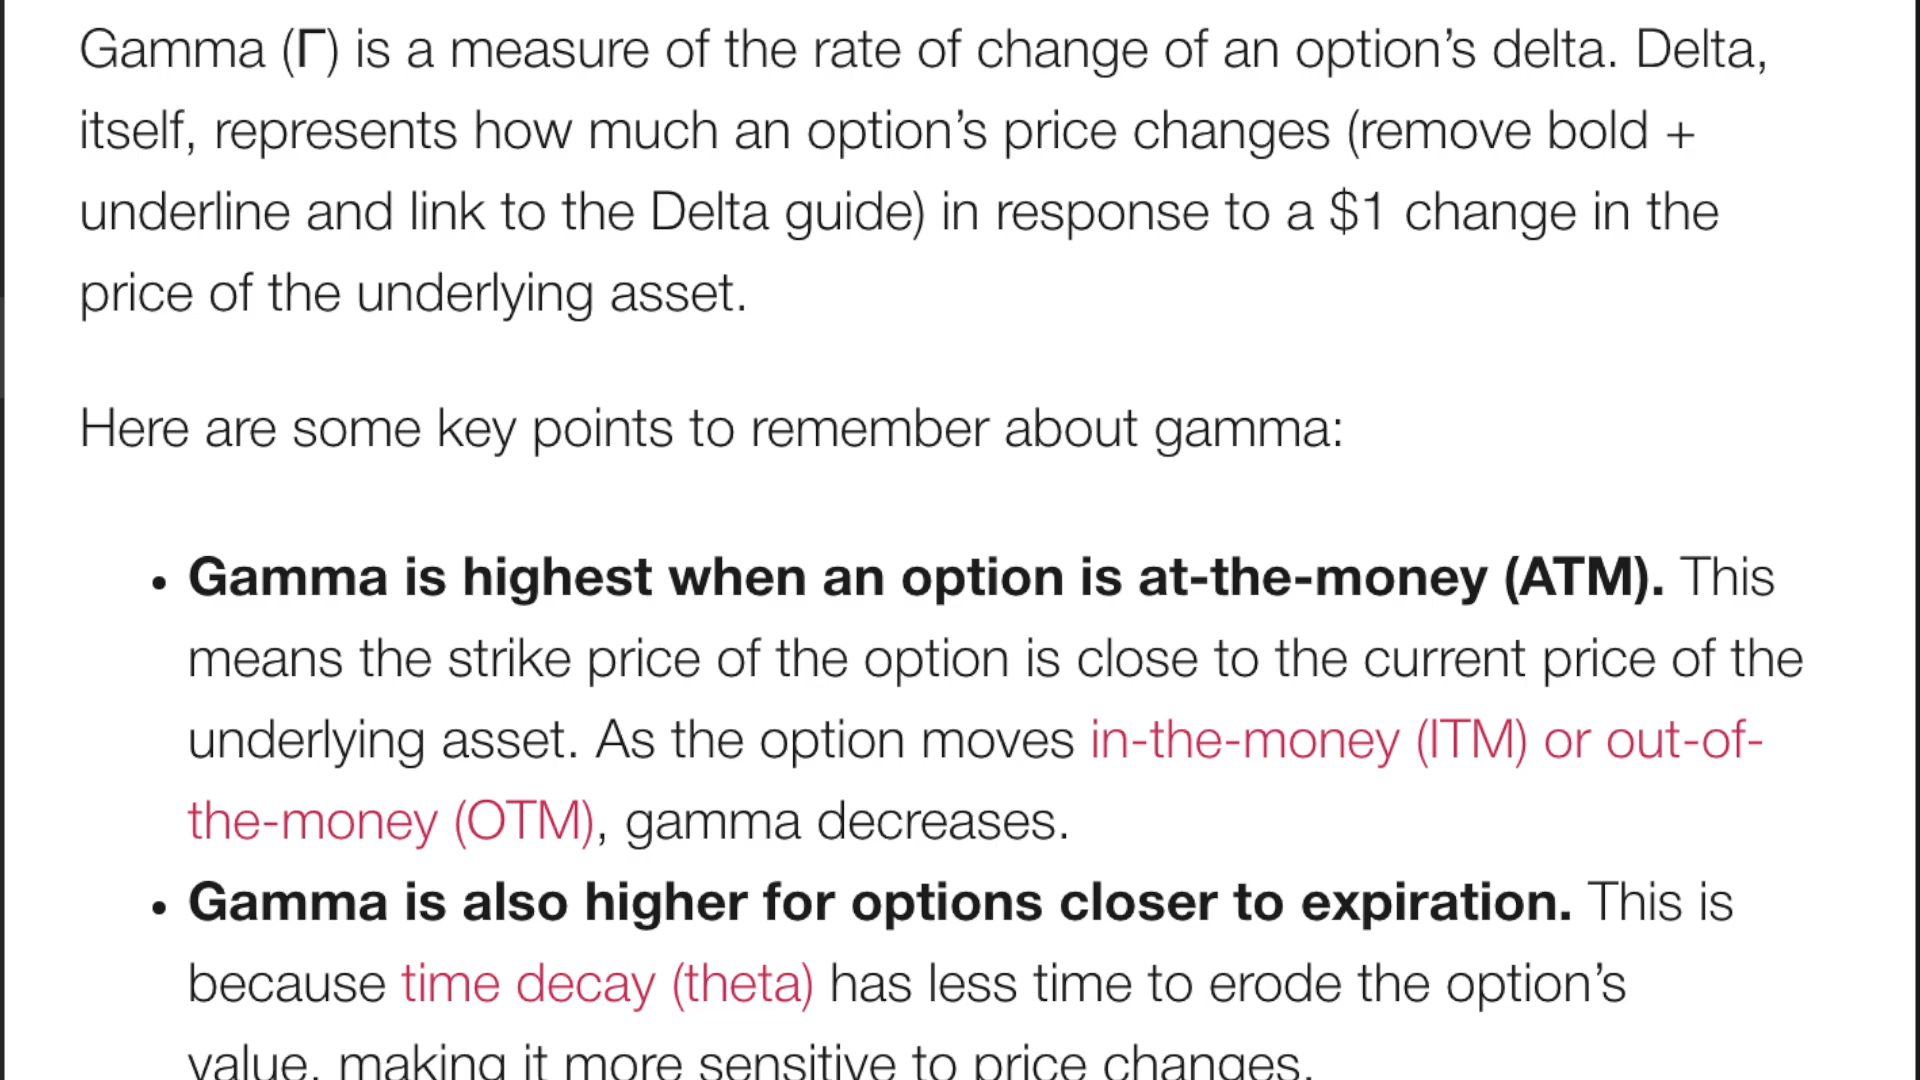 Gamma (Γ) is a measure of the rate of change of an option’s delta. Delta,
itself, represents how much an option’s price changes (remove bold +
underline and link to the Delta guide) in response to a $1 change in the
price of the underlying asset.
Here are some key points to remember about gamma:
• Gamma is highest when an option is at-the-money (ATM). This
means the strike price of the option is close to the current price of the
underlying asset. As the option moves in-the-money (ITM) or out-of-
the-money (OTM), gamma decreases.
• Gamma is also higher for options closer to expiration. This is
because time decay (theta) has less time to erode the option’s
value, making it more sensitive to price changes.